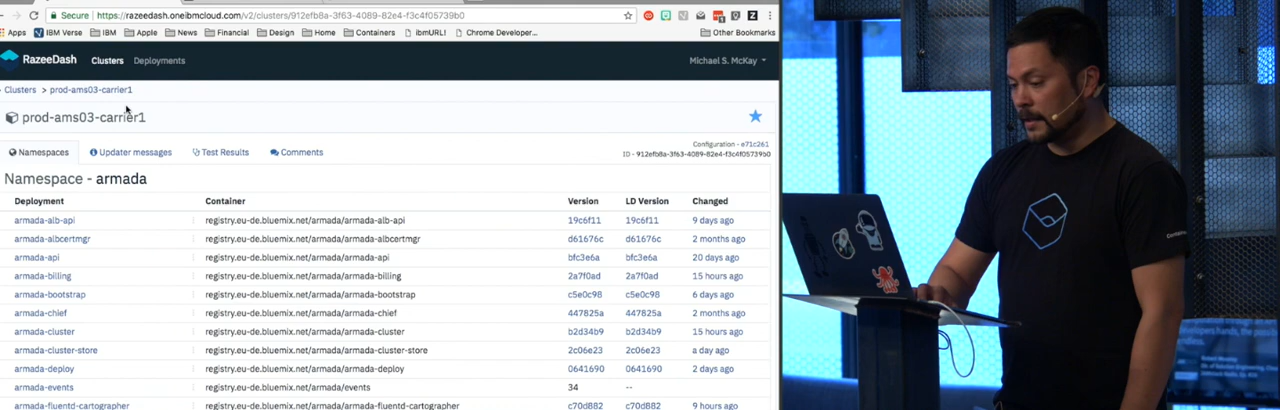 Secure https://razeedash.oneibmcloud.com/v2/clusters/912efb8a-3f63-4089-82e4-f3c4f05739b0
Apps IBM Verse IBM Apple News Financial Design Home Containers ibmURL! Chrome Developer... Other Bookmarks
RazeeDash Clusters Deployments Michael S. McKay
Clusters > prod-ams03-carrier1
prod-ams03-carrier1
Namespaces Updater messages Test Results Comments
Configuration - e71c261
ID - 912efb8a-3f63-4089-82e4-f3c4f05739b0
Namespace - armada
Deployment Container Version LD Version Changed
armada-alb-api registry.eu-de.bluemix.net/armada/armada-alb-api 19c6f11 19c6f11 9 days ago
armada-albcertmgr registry.eu-de.bluemix.net/armada/armada-albcertmgr d61676c d61676c 2 months ago
armada-api registry.eu-de.bluemix.net/armada/armada-api bfc3e6a bfc3e6a 20 days ago
armada-billing registry.eu-de.bluemix.net/armada/armada-billing 2a7f0ad 2a7f0ad 15 hours ago
armada-bootstrap registry.eu-de.bluemix.net/armada/armada-bootstrap c5e0c98 c5e0c98 6 days ago
armada-chief registry.eu-de.bluemix.net/armada/armada-chief 447825a 447825a 2 months ago
armada-cluster registry.eu-de.bluemix.net/armada/armada-cluster b2d34b9 b2d34b9 15 hours ago
armada-cluster-store registry.eu-de.bluemix.net/armada/armada-cluster-store 2c06e23 2c06e23 a day ago
armada-deploy registry.eu-de.bluemix.net/armada/armada-deploy 0641690 0641690 2 days ago
armada-events registry.eu-de.bluemix.net/armada/events 34 --
armada-fluentd-cartographer registry.eu-de.bluemix.net/armada/armada-fluentd-cartographer c70d882 c70d882 9 hours ago